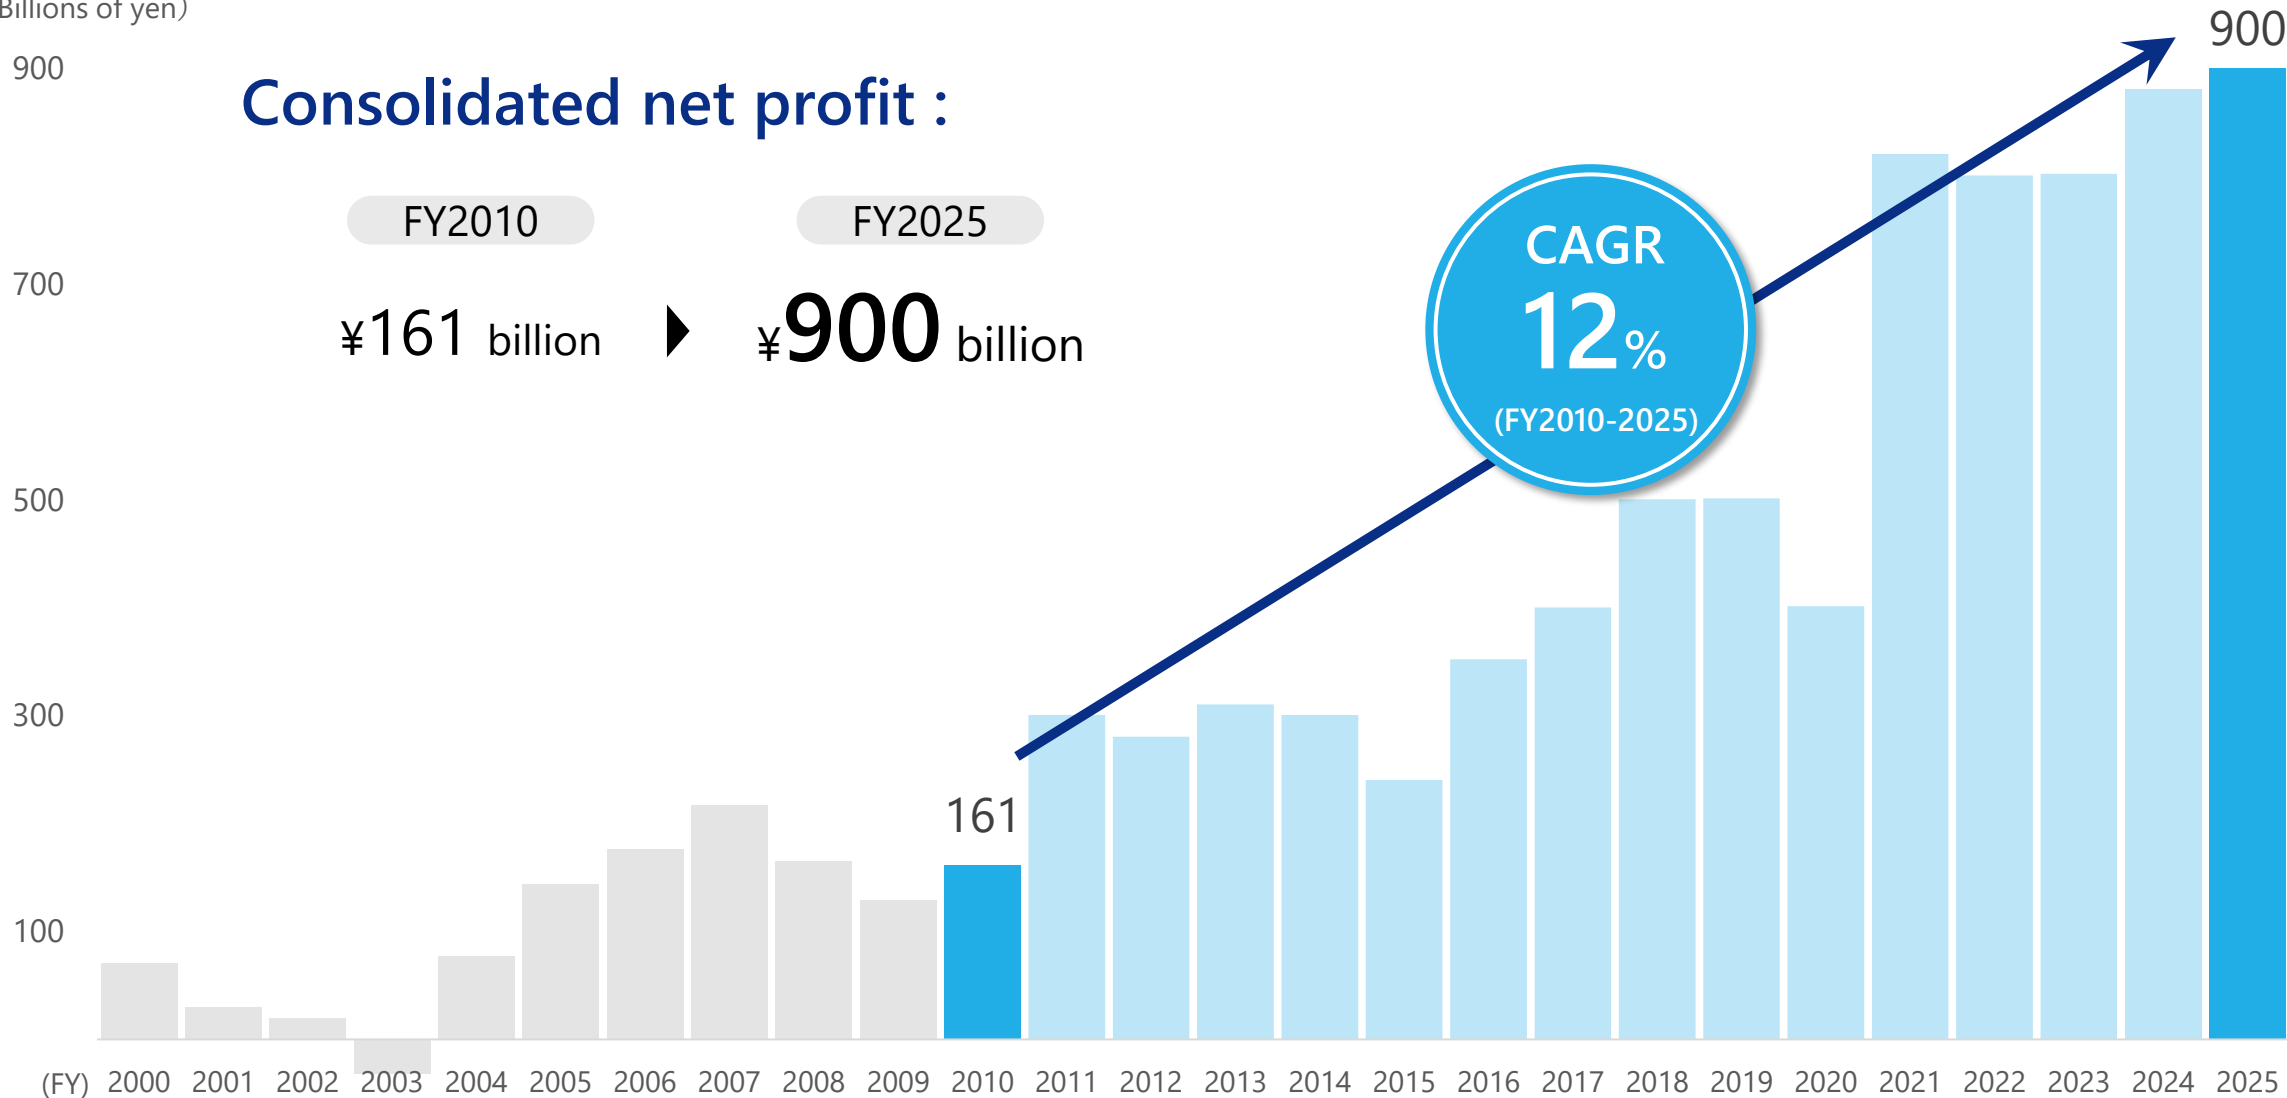 Billions of yen）
900
900
Consolidated net profit :
FY2010
FY2025
¥161 billion
¥900 billion
CAGR
12%
(FY2010-2025)
700
500
300
161
100
(FY) 2000 2001 2002 2003 2004 2005 2006 2007 2008 2009 2010 2011 2012 2013 2014 2015 2016 2017 2018 2019 2020 2021 2022 2023 2024 2025